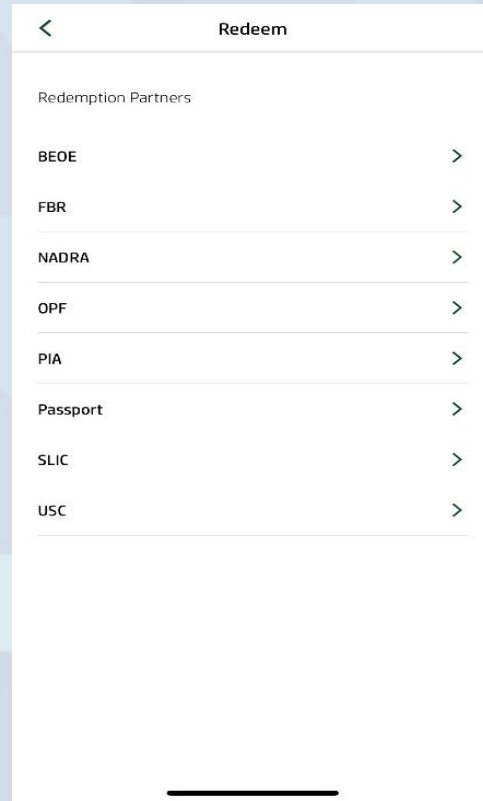 Redeem
Redemption Partners
BEOE
FBR
NADRA
OPF
PIA
Passport
SLIC
USC